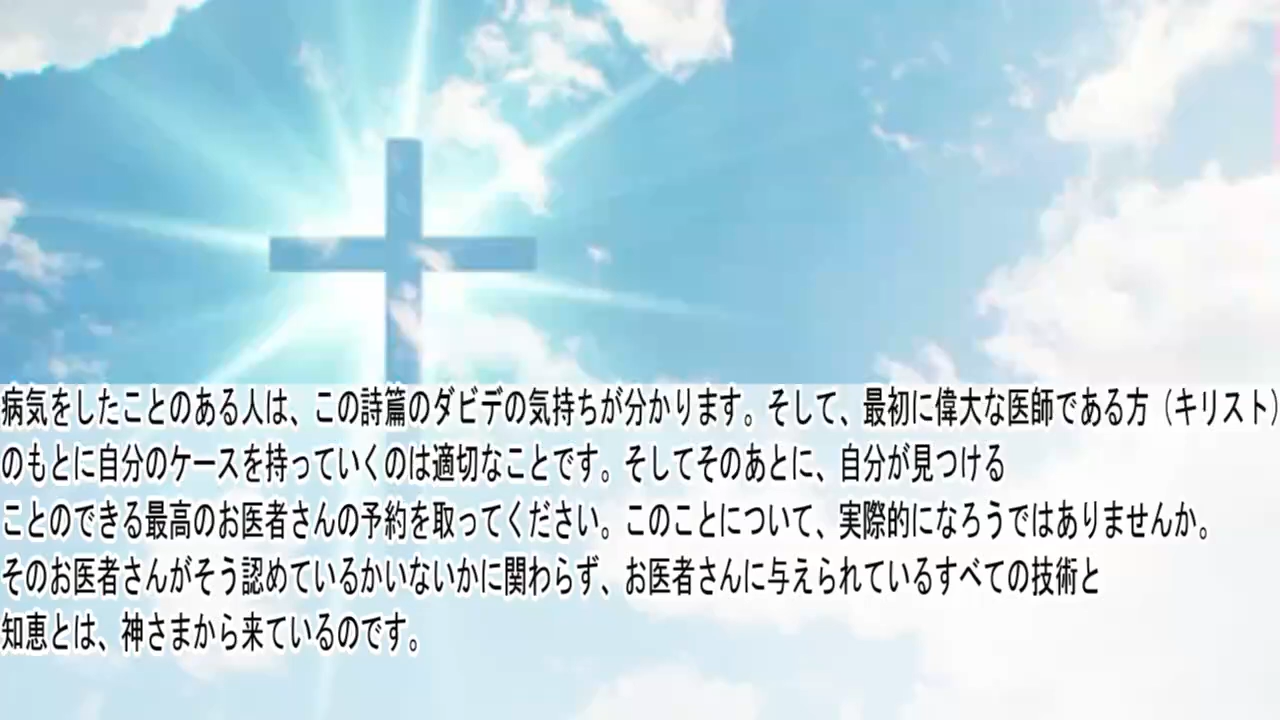 病気をしたことのある人は、この詩篇のダビデの気持ちが分かります。そして、最初に偉大な医師である方（キリスト）
のもとに自分のケースを持っていくのは適切なことです。そしてそのあとに、自分が見つける
ことのできる最高のお医者さんの予約を取ってください。このことについて、実際的になろうではありませんか。
そのお医者さんがそう認めているかいないかに関わらず、お医者さんに与えられているすべての技術と
知恵とは、神さまから来ているのです。